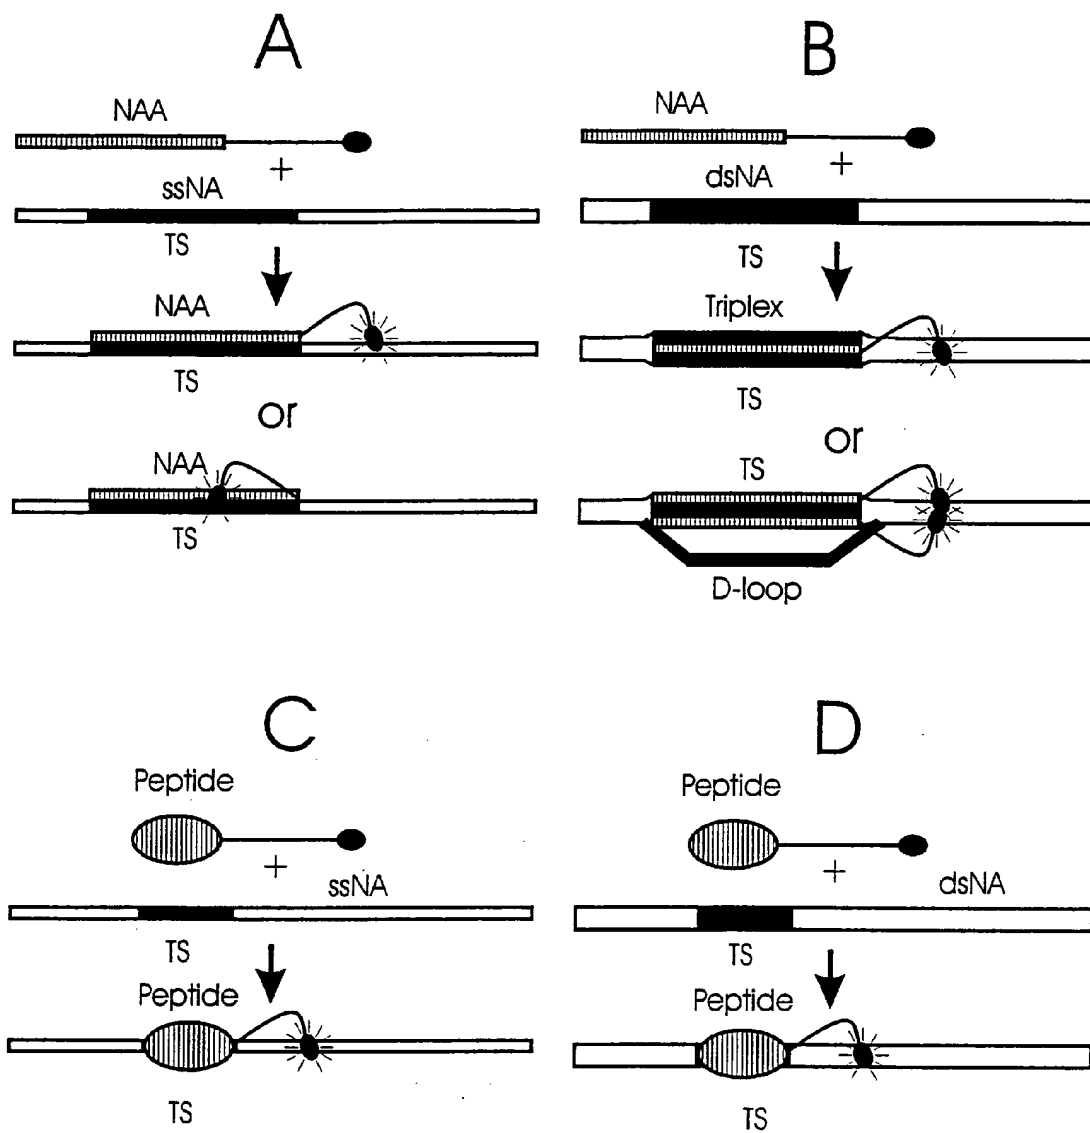 A
NAA
+
ssNA
TS
NAA
TS
or
NAA
TS
B
NAA
+
dsNA
TS
Triplex
TS
or
TS
D-loop
C
Peptide
+
ssNA
TS
Peptide
TS
D
Peptide
+
dsNA
TS
Peptide
TS